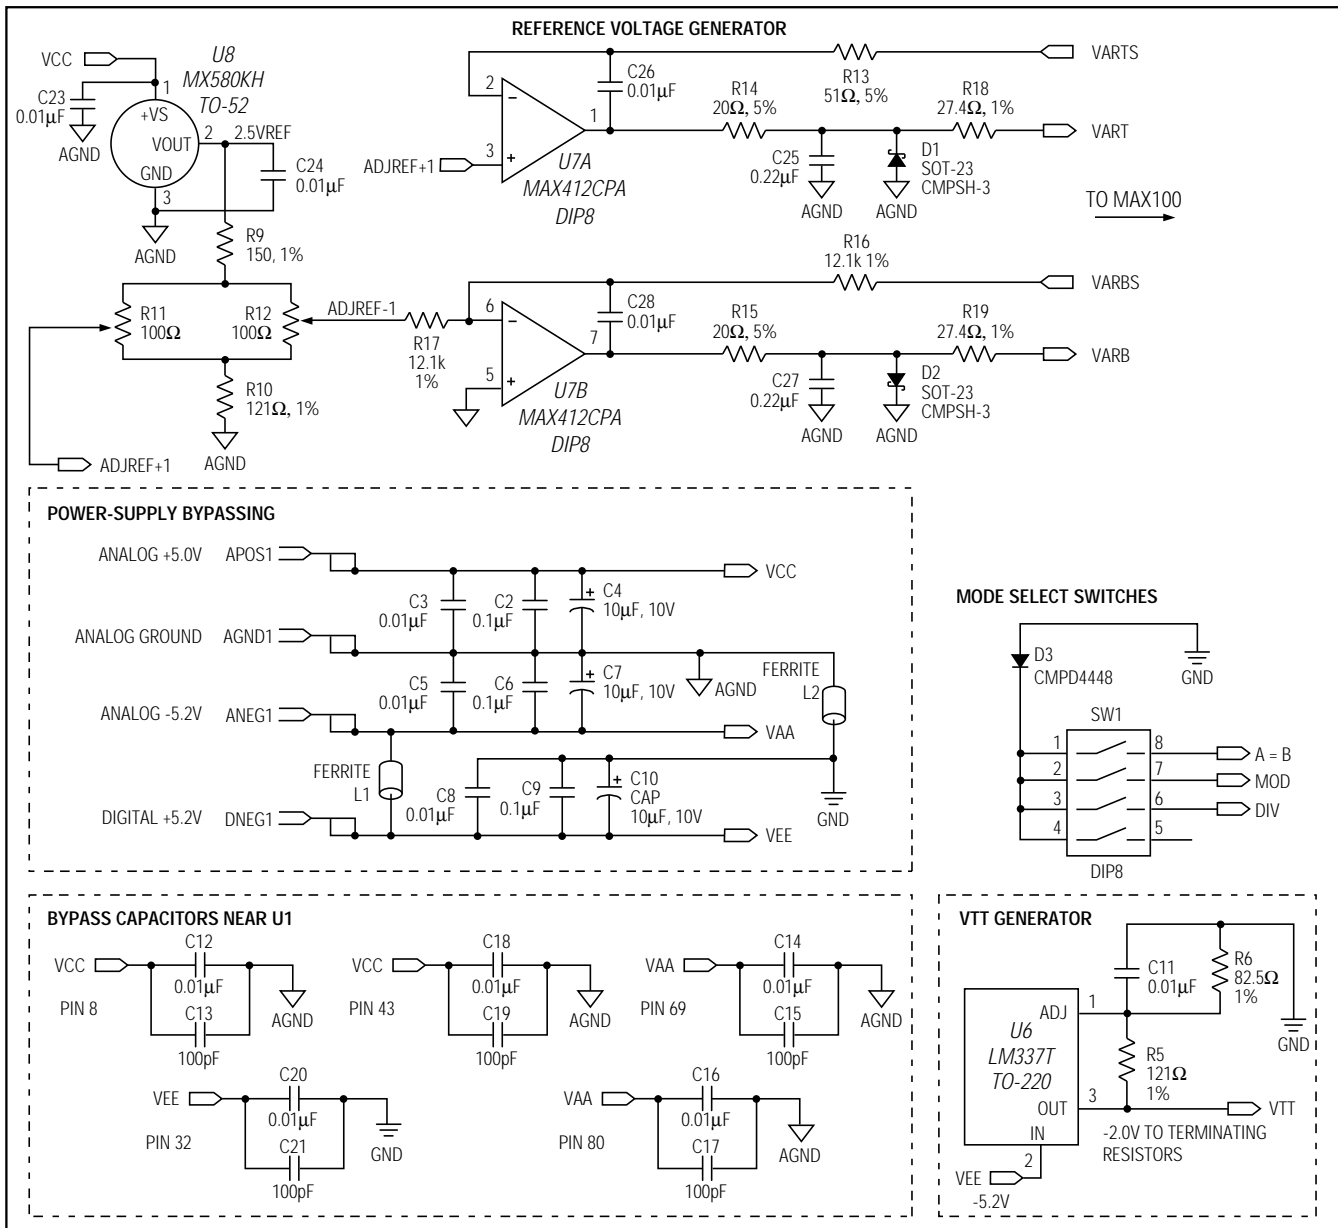 REFERENCE VOLTAGE GENERATOR
VCC
U8
MX580KH
TO-52
C23
0.01µF
AGND
1
+VS
VOUT
GND
2
2.5VREF
3
AGND
C24
0.01µF
R9
150, 1%
R11
100Ω
R12
100Ω
R10
121Ω, 1%
AGND
ADJREF+1
ADJREF-1
R17
12.1k
1%
ADJREF+1
2
3
1
–
+
U7A
MAX412CPA
DIP8
C26
0.01µF
R13
51Ω, 5%
VARTS
R14
20Ω, 5%
C25
0.22µF
AGND
D1
SOT-23
CMPSH-3
AGND
R18
27.4Ω, 1%
VART
TO MAX100
6
5
7
–
+
U7B
MAX412CPA
DIP8
C28
0.01µF
R16
12.1k 1%
VARBS
R15
20Ω, 5%
C27
0.22µF
AGND
D2
SOT-23
CMPSH-3
AGND
R19
27.4Ω, 1%
VARB
POWER-SUPPLY BYPASSING
ANALOG +5.0V
APOS1
VCC
C3
0.01µF
C2
0.1µF
+
C4
10µF, 10V
ANALOG GROUND
AGND1
AGND
C5
0.01µF
C6
0.1µF
+
C7
10µF, 10V
FERRITE
L2
ANALOG -5.2V
ANEG1
VAA
FERRITE
L1
C8
0.01µF
C9
0.1µF
+
C10
CAP
10µF, 10V
GND
DIGITAL +5.2V
DNEG1
VEE
MODE SELECT SWITCHES
D3
CMPD4448
GND
SW1
1
2
3
4
8
7
6
5
A = B
MOD
DIV
DIP8
BYPASS CAPACITORS NEAR U1
VCC
PIN 8
C12
0.01µF
C13
100pF
AGND
VCC
PIN 43
C18
0.01µF
C19
100pF
AGND
VAA
PIN 69
C14
0.01µF
C15
100pF
AGND
VEE
PIN 32
C20
0.01µF
C21
100pF
GND
VAA
PIN 80
C16
0.01µF
C17
100pF
AGND
VTT GENERATOR
C11
0.01µF
R6
82.5Ω
1%
GND
ADJ
1
U6
LM337T
TO-220
R5
121Ω
1%
OUT
3
VTT
IN
2
-2.0V TO TERMINATING
RESISTORS
VEE
-5.2V